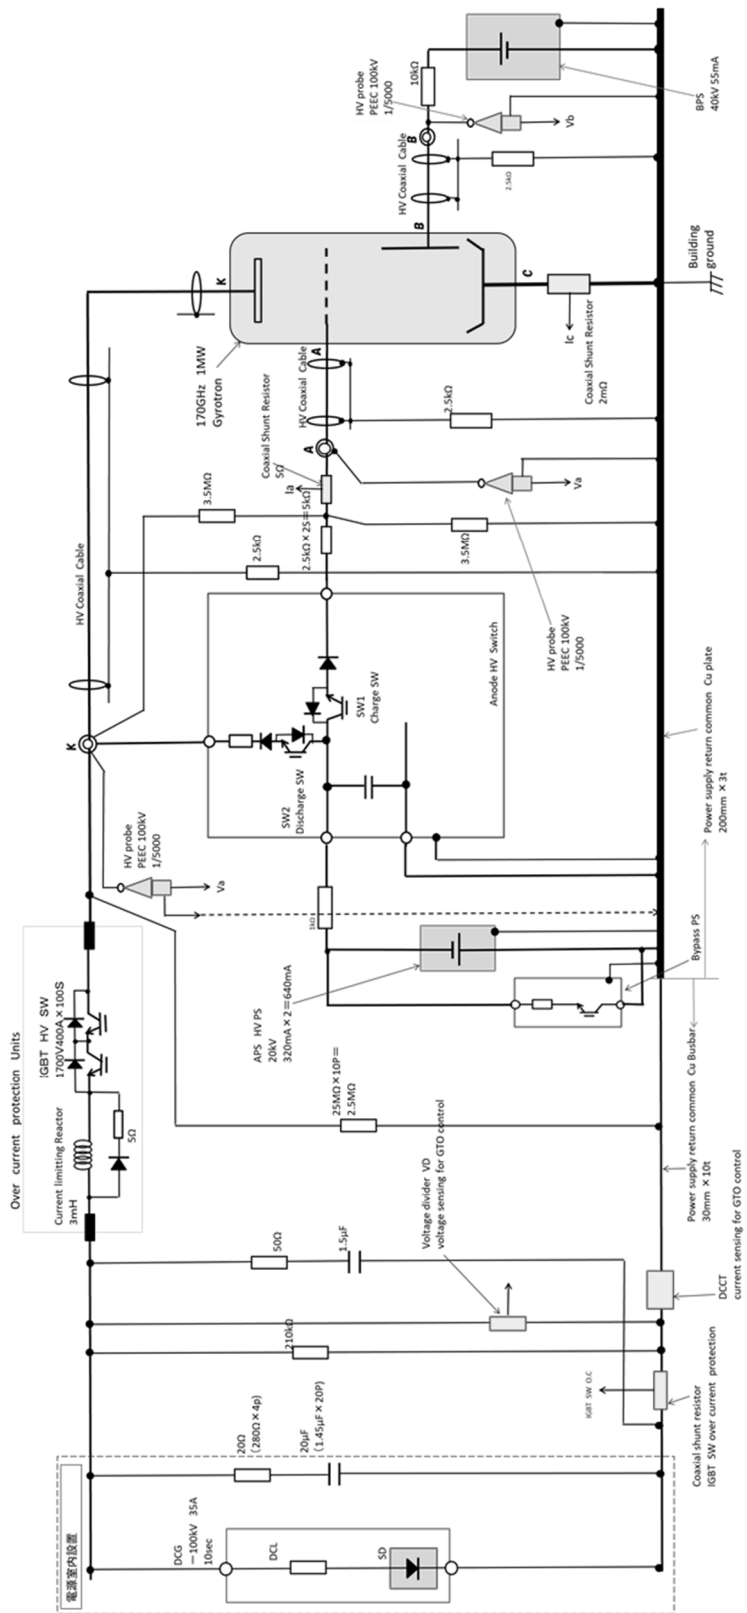 電源室内設置
DCG
－100kV 35A
10sec
DCL
SD
20Ω
(280Ω×4p)
20μF
(1.45μF×20P)
210kΩ
50Ω
1.5μF
Voltage divider VD
voltage sensing for GTO control
IGBT SW O.C
Coaxial shunt resistor
IGBT SW over current protection
DCCT
current sensing for GTO control
Power supply return common Cu Busbar
30mm ×10t
Over current protection Units
Current limitting Reactor
3mH
5Ω
IGBT HV SW
1700V400A×100S
25MΩ×10P＝
2.5MΩ
APS HV PS
20kV
320mA×2＝640mA
Bypass PS
1kΩ
HV probe
PEEC 100kV
1/5000
Va
Power supply return common Cu plate
200mm ×3t
K
SW2
Discharge SW
SW1
Charge SW
Anode HV Switch
HV Coaxial Cable
2.5kΩ
3.5MΩ
2.5kΩ×2S＝5kΩ
Ia
Coaxial Shunt Resistor
5Ω
3.5MΩ
HV probe
PEEC 100kV
1/5000
Va
A
HV Coaxial Cable
A
2.5kΩ
170GHz 1MW
Gyrotron
K
C
Ic
Coaxial Shunt Resistor
2mΩ
Building
ground
B
HV Coaxial Cable
B
2.5kΩ
HV probe
PEEC 100kV
1/5000
Vb
10kΩ
BPS
40kV 55mA